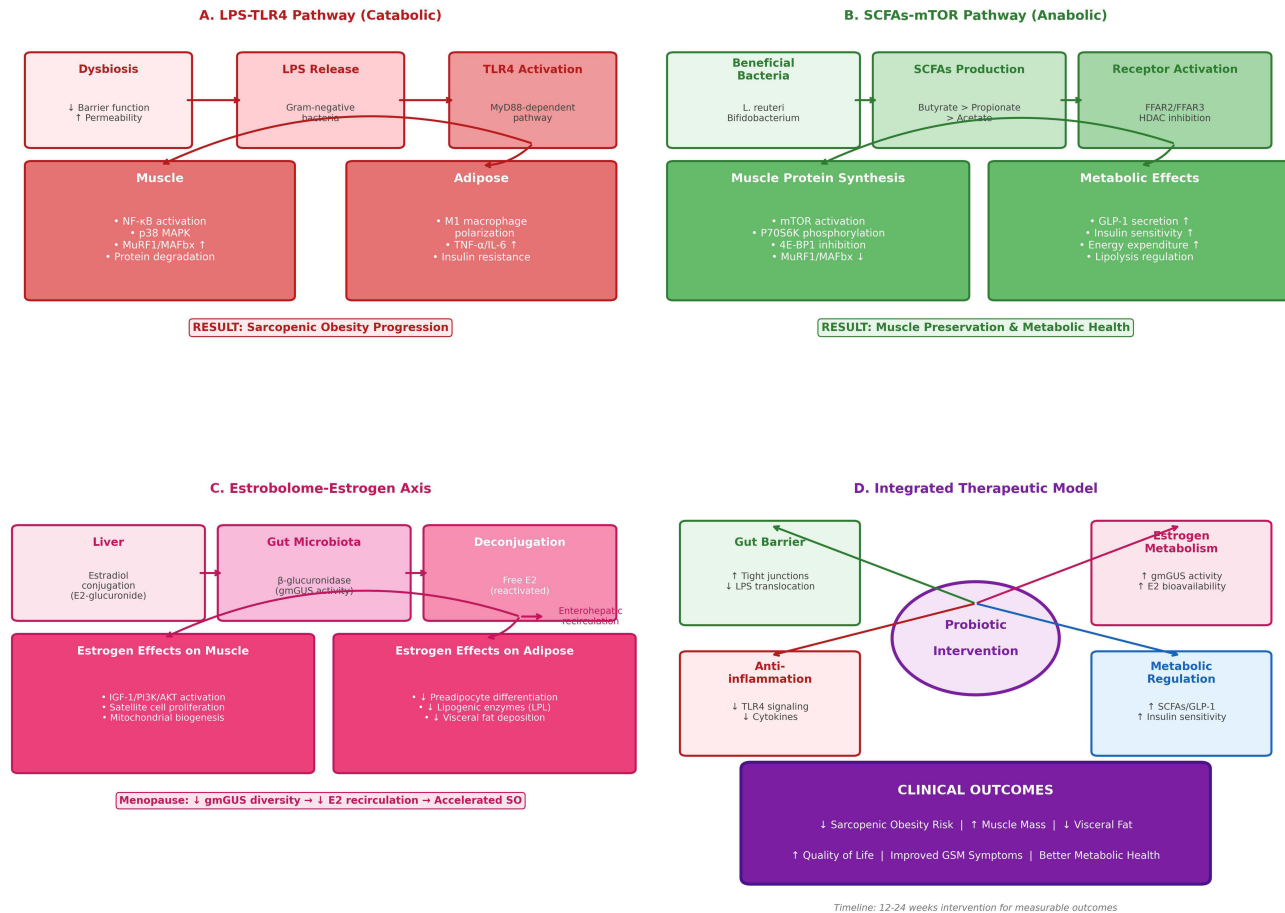 A. LPS-TLR4 Pathway (Catabolic)
Dysbiosis
↓ Barrier function
↑ Permeability
LPS Release
Gram-negative
bacteria
TLR4 Activation
MyD88-dependent
pathway
Muscle
• NF-κB activation
• p38 MAPK
• MuRF1/MAFbx ↑
• Protein degradation
Adipose
• M1 macrophage
polarization
• TNF-α/IL-6 ↑
• Insulin resistance
RESULT: Sarcopenic Obesity Progression
B. SCFAs-mTOR Pathway (Anabolic)
Beneficial
Bacteria
L. reuteri
Bifidobacterium
SCFAs Production
Butyrate > Propionate
> Acetate
Receptor Activation
FFAR2/FFAR3
HDAC inhibition
Muscle Protein Synthesis
• mTOR activation
• P70S6K phosphorylation
• 4E-BP1 inhibition
• MuRF1/MAFbx ↓
Metabolic Effects
• GLP-1 secretion ↑
• Insulin sensitivity ↑
• Energy expenditure ↑
• Lipolysis regulation
RESULT: Muscle Preservation & Metabolic Health
C. Estrobolome-Estrogen Axis
Liver
Estradiol
conjugation
(E2-glucuronide)
Gut Microbiota
β-glucuronidase
(gmGUS activity)
Deconjugation
Free E2
(reactivated)
Enterohepatic
recirculation
Estrogen Effects on Muscle
• IGF-1/PI3K/AKT activation
• Satellite cell proliferation
• Mitochondrial biogenesis
Estrogen Effects on Adipose
• ↓ Preadipocyte differentiation
• ↓ Lipogenic enzymes (LPL)
• ↓ Visceral fat deposition
Menopause: ↓ gmGUS diversity → ↓ E2 recirculation → Accelerated SO
D. Integrated Therapeutic Model
Gut Barrier
↑ Tight junctions
↓ LPS translocation
Estrogen
Metabolism
↑ gmGUS activity
↑ E2 bioavailability
Probiotic
Intervention
Anti-
inflammation
↓ TLR4 signaling
↓ Cytokines
Metabolic
Regulation
↑ SCFAs/GLP-1
↑ Insulin sensitivity
CLINICAL OUTCOMES
↓ Sarcopenic Obesity Risk | ↑ Muscle Mass | ↓ Visceral Fat
↑ Quality of Life | Improved GSM Symptoms | Better Metabolic Health
Timeline: 12-24 weeks intervention for measurable outcomes